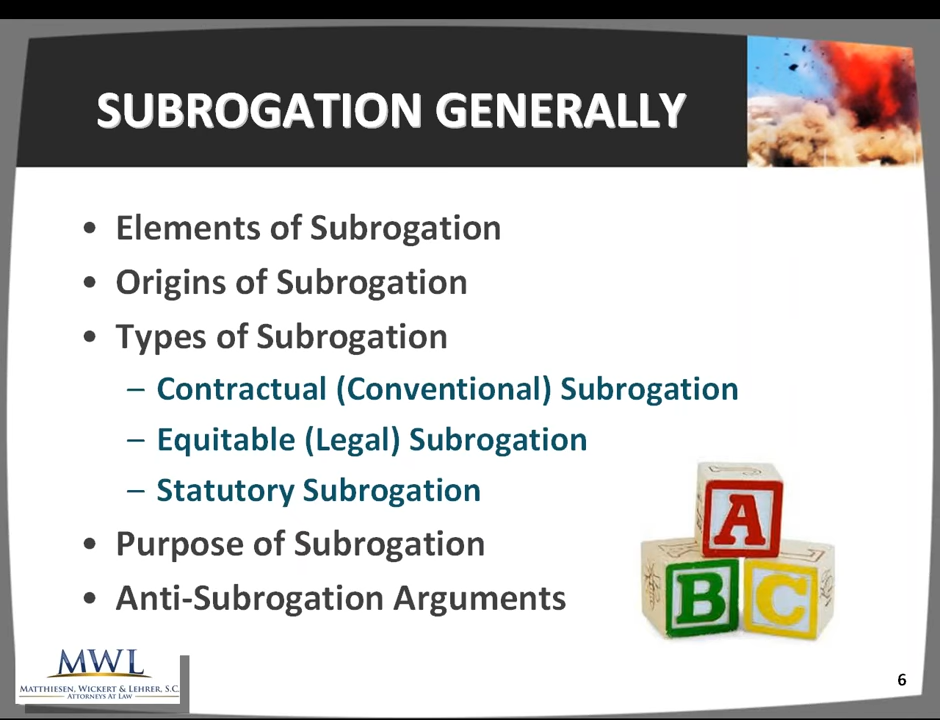 SUBROGATION GENERALLY
• Elements of Subrogation
• Origins of Subrogation
• Types of Subrogation
– Contractual (Conventional) Subrogation
– Equitable (Legal) Subrogation
– Statutory Subrogation
• Purpose of Subrogation
• Anti-Subrogation Arguments
A
B C
MWL
MATTHIESEN, WICKERT & LEHRER, S.C.
ATTORNEYS AT LAW
6